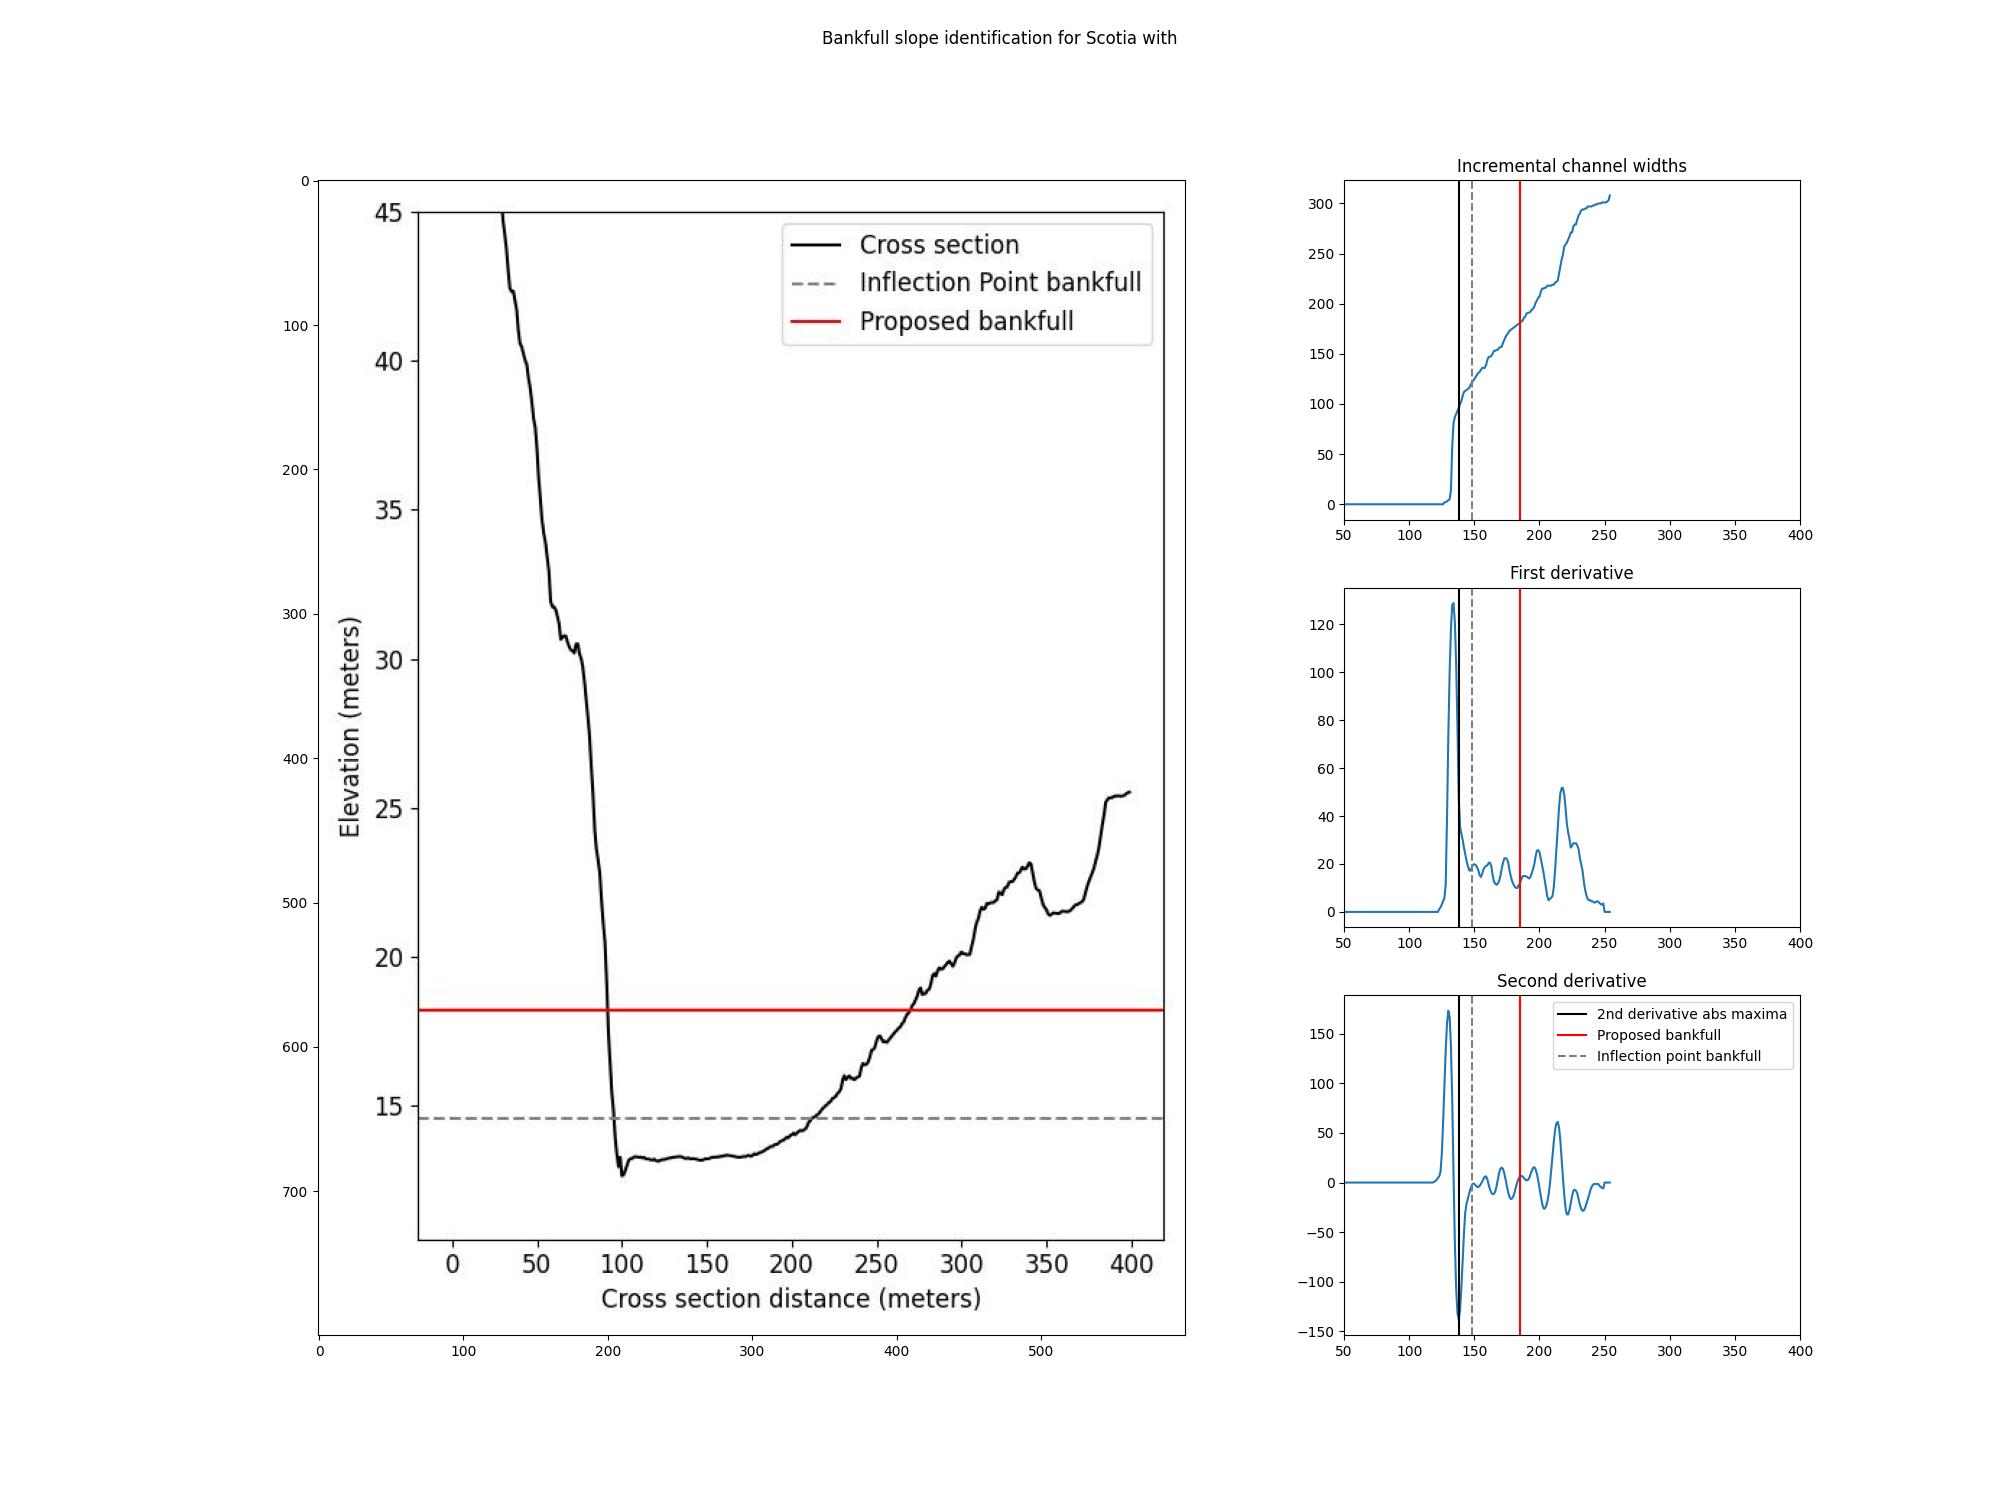 Bankfull slope identification for Scotia with
0
100
200
300
400
500
600
700
45
40
35
30
25
20
15
Elevation (meters)
Cross section
Inflection Point bankfull
Proposed bankfull
0 50 100 150 200 250 300 350 400
Cross section distance (meters)
0 100 200 300 400 500
Incremental channel widths
300
250
200
150
100
50
0
50 100 150 200 250 300 350 400
First derivative
120
100
80
60
40
20
0
50 100 150 200 250 300 350 400
Second derivative
150
100
50
0
−50
−100
−150
2nd derivative abs maxima
Proposed bankfull
Inflection point bankfull
50 100 150 200 250 300 350 400